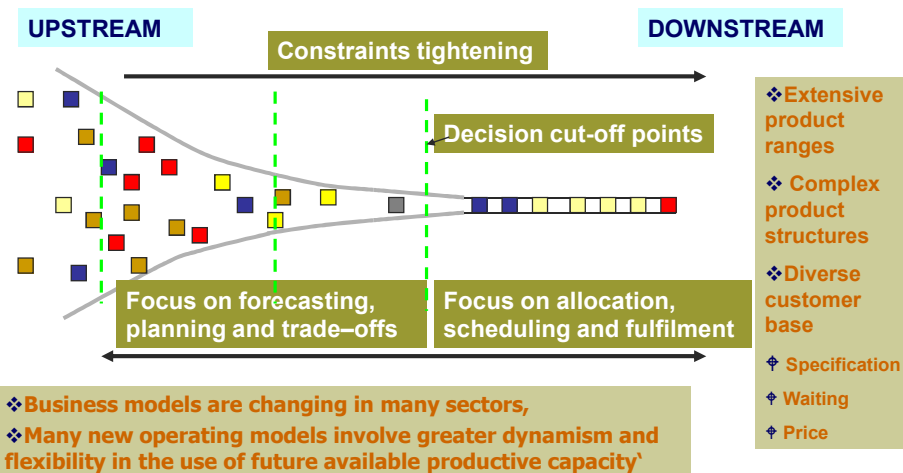 UPSTREAM
DOWNSTREAM
Constraints tightening
Decision cut-off points
Focus on forecasting,
planning and trade–offs
Focus on allocation,
scheduling and fulfilment
❖Extensive
product
ranges
❖ Complex
product
structures
❖Diverse
customer
base
⌖ Specification
⌖ Waiting
⌖ Price
❖Business models are changing in many sectors,
❖Many new operating models involve greater dynamism and
flexibility in the use of future available productive capacity‘